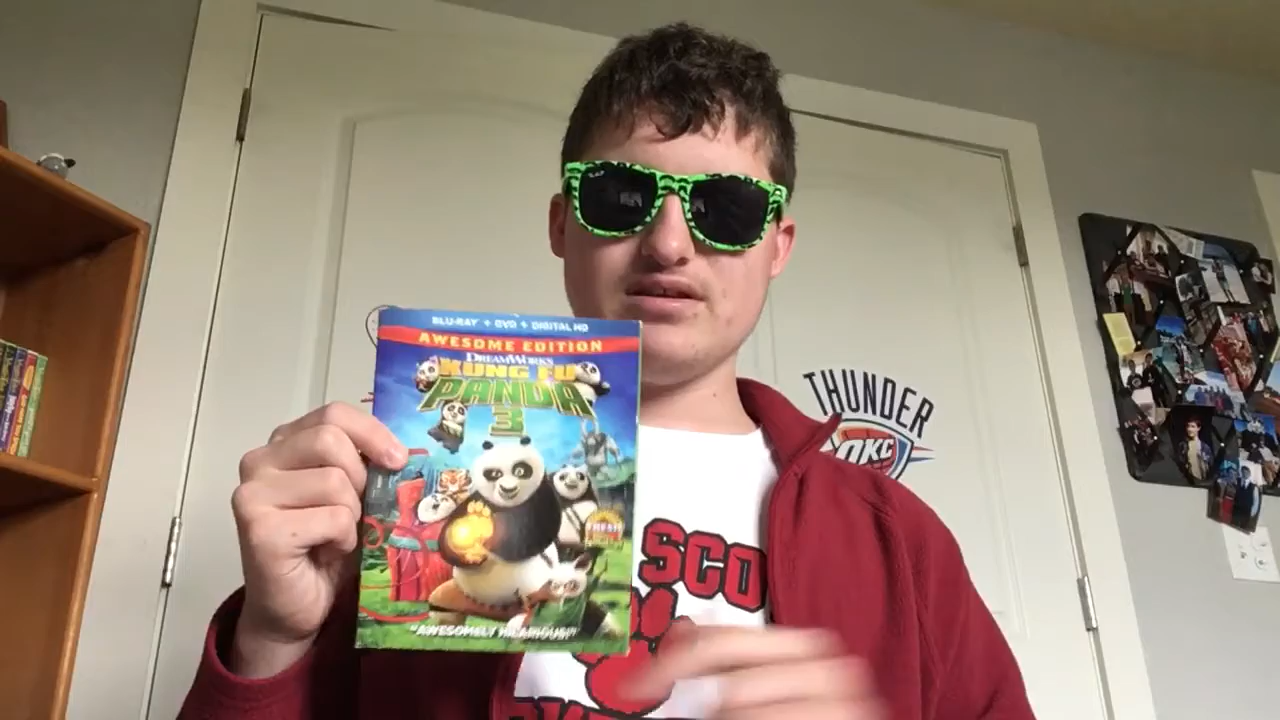 BLU-RAY + DVD + DIGITAL HD
AWESOME EDITION
DREAMWORKS
KUNG FU
PANDA
3
"AWESOMELY HILARIOUS!"
THUNDER
OKC
SCO